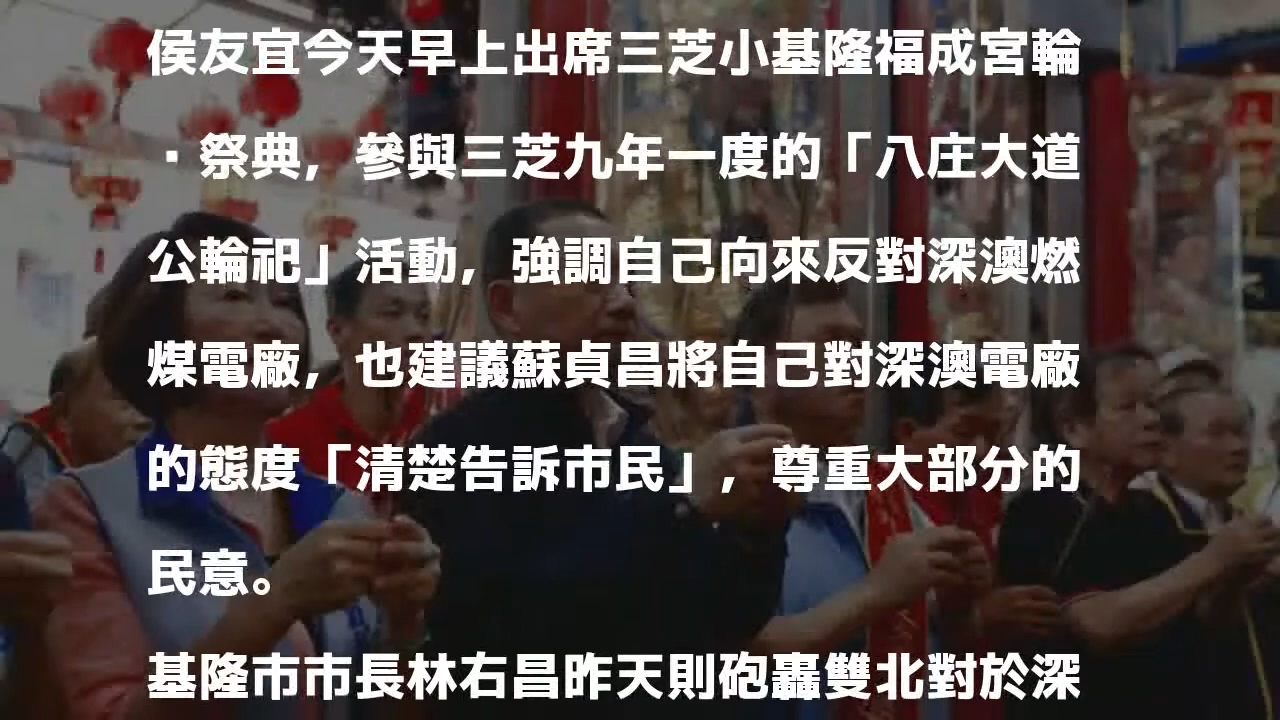 侯友宜今天早上出席三芝小基隆福成宮輪
·祭典，參與三芝九年一度的「八庄大道
公輪祀」活動，強調自己向來反對深澳燃
煤電廠，也建議蘇貞昌將自己對深澳電廠
的態度「清楚告訴市民」，尊重大部分的
民意。
基隆市市長林右昌昨天則砲轟雙北對於深